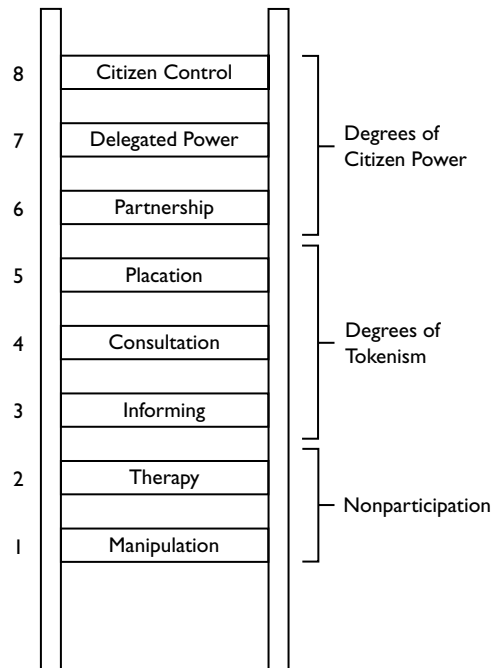 8 Citizen Control
7 Delegated Power
Degrees of
Citizen Power
6 Partnership
5 Placation
4 Consultation
Degrees of
Tokenism
3 Informing
2 Therapy
Nonparticipation
1 Manipulation